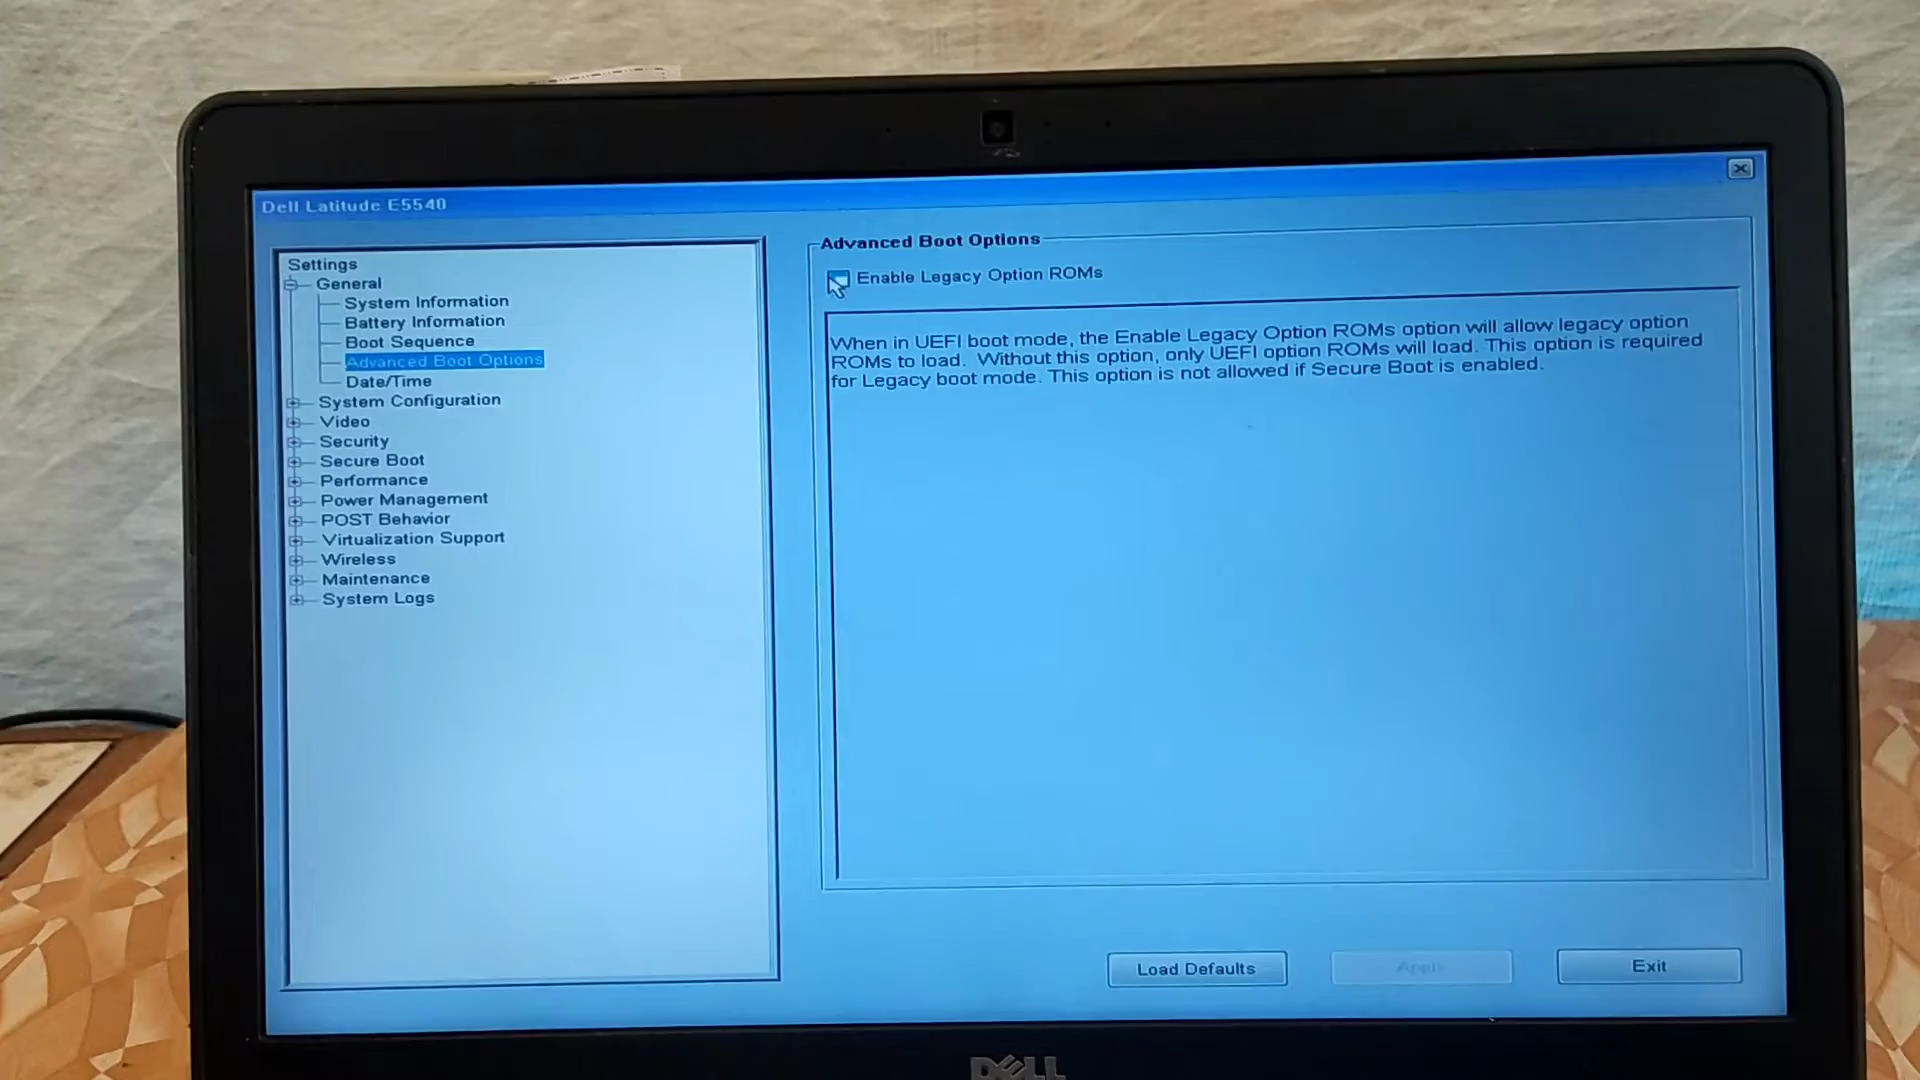 Dell Latitude E5540
Settings
General
System Information
Battery Information
Boot Sequence
Advanced Boot Options
Date/Time
System Configuration
Video
Security
Secure Boot
Performance
Power Management
POST Behavior
Virtualization Support
Wireless
Maintenance
System Logs
Advanced Boot Options
Enable Legacy Option ROMs
When in UEFI boot mode, the Enable Legacy Option ROMs option will allow legacy option
ROMs to load. Without this option, only UEFI option ROMs will load. This option is required
for Legacy boot mode. This option is not allowed if Secure Boot is enabled.
Load Defaults
Apply
Exit
DELL